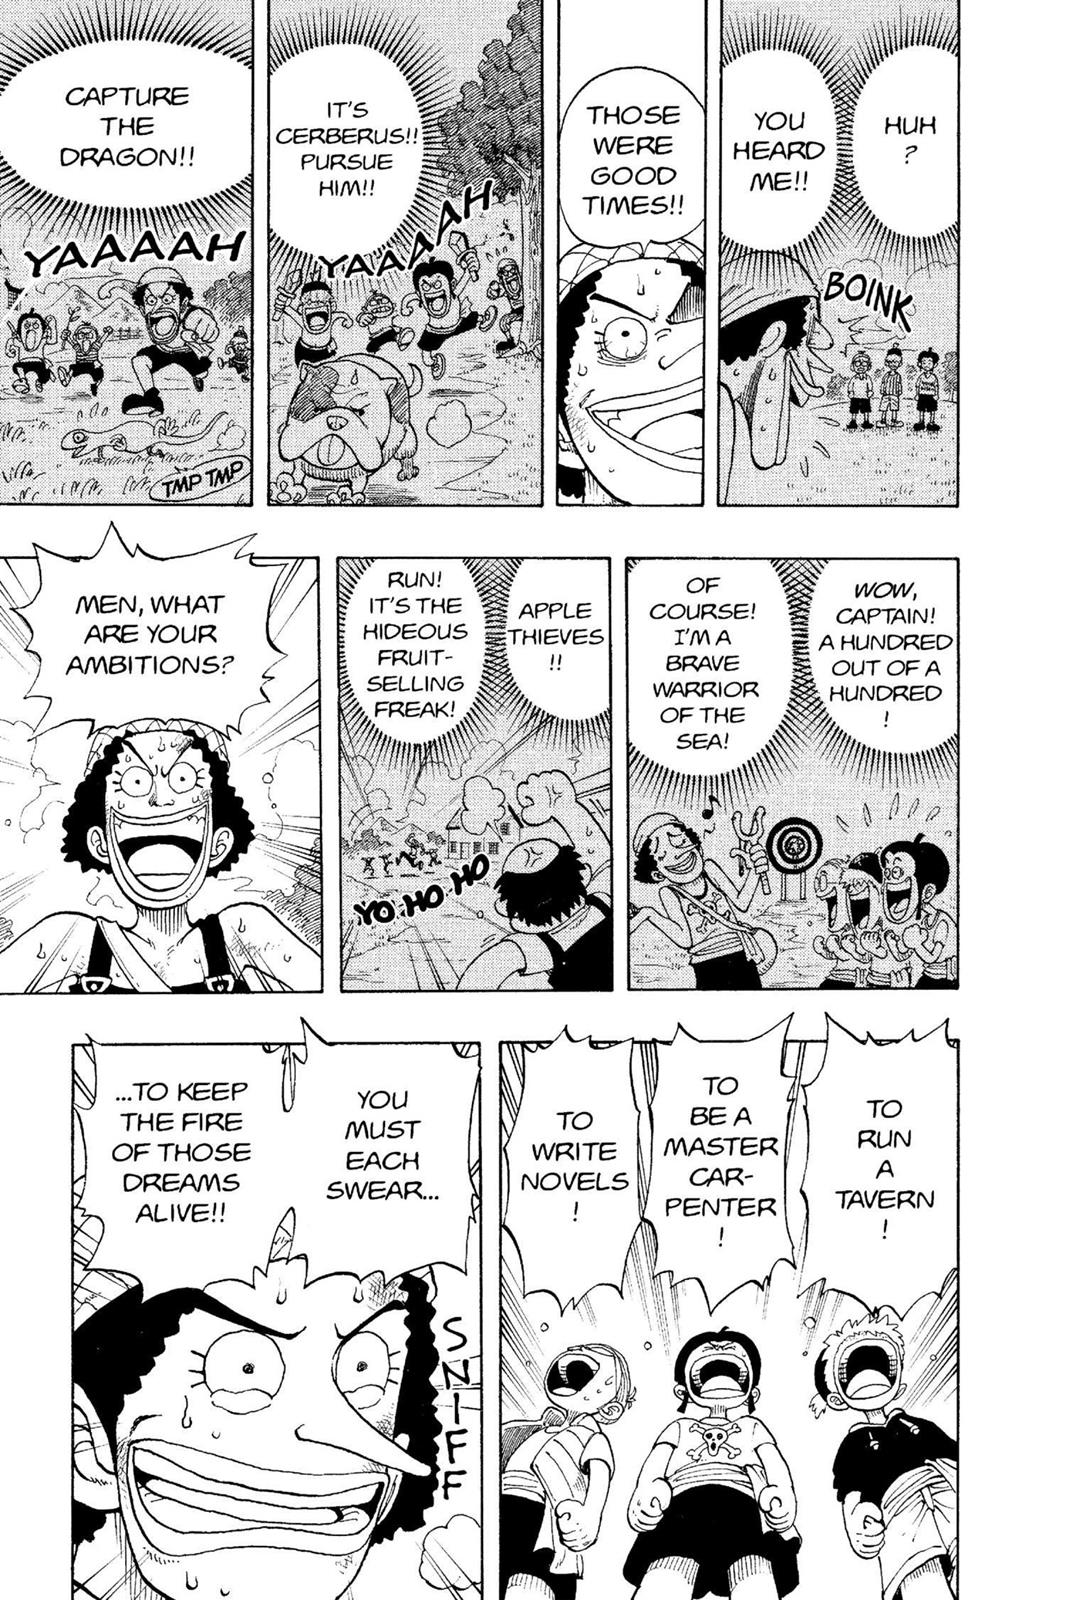 HUH
?
YOU
HEARD
ME!!
BOINK
THOSE
WERE
GOOD
TIMES!!
IT'S
CERBERUS!!
PURSUE
HIM!!
YAAAAAH
CAPTURE
THE
DRAGON!!
YAAAAAH
TMP TMP
WOW,
CAPTAIN!
A HUNDRED
OUT OF A
HUNDRED
!
OF
COURSE!
I'M A
BRAVE
WARRIOR
OF THE
SEA!
APPLE
THIEVES
!!
RUN!
IT'S THE
HIDEOUS
FRUIT-
SELLING
FREAK!
YO HO HO
MEN, WHAT
ARE YOUR
AMBITIONS?
TO
RUN
A
TAVERN
!
TO
BE A
MASTER
CAR-
PENTER
!
TO
WRITE
NOVELS
!
YOU
MUST
EACH
SWEAR...
...TO KEEP
THE FIRE
OF THOSE
DREAMS
ALIVE!!
SNIFF